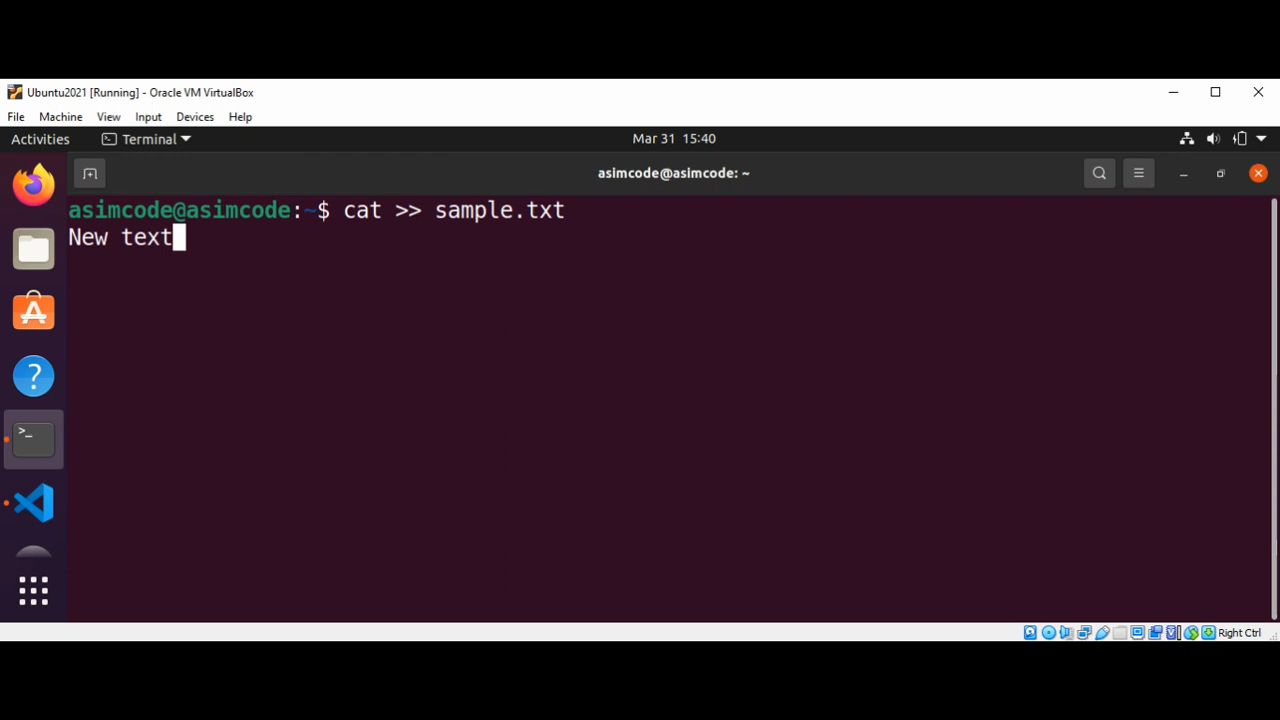 Ubuntu2021 [Running] - Oracle VM VirtualBox
File Machine View Input Devices Help
Activities Terminal Mar 31 15:40
asimcode@asimcode: ~
asimcode@asimcode:~$ cat >> sample.txt
New text
Right Ctrl